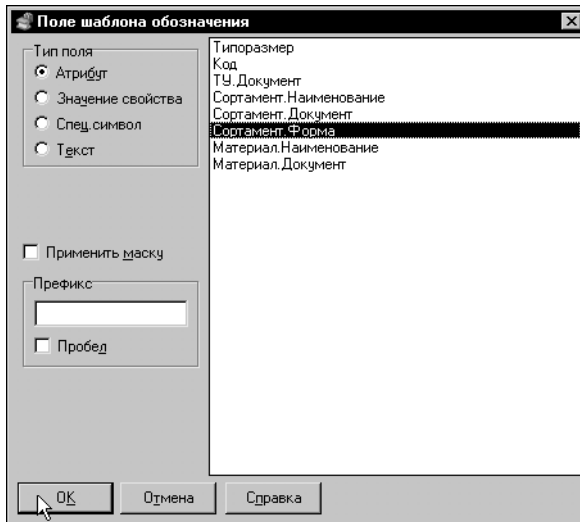 Поле шаблона обозначения
Тип поля
Атрибут
Значение свойства
Спец.символ
Текст
Применить маску
Префикс
Пробел
Типоразмер
Код
ТУ.Документ
Сортамент.Наименование
Сортамент.Документ
Сортамент.Форма
Материал.Наименование
Материал.Документ
OK
Отмена
Справка